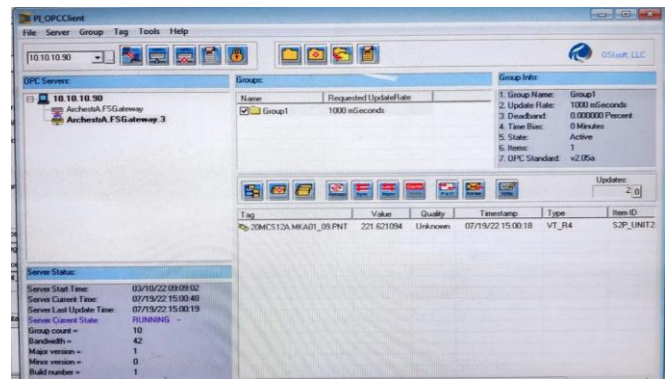 PI_OPCClient
File Server Group Tag Tools Help
10.10.10.90
OSIsoft, LLC
OPC Servers:
10.10.10.90
ArchestrA.FSGateway
ArchestrA.FSGateway.3
Groups:
Name Requested UpdateRate
Group1 1000 mSeconds
Group Info:
1. Group Name: Group1
2. Update Rate: 1000 mSeconds
3. Deadband: 0.000000 Percent
4. Time Bias: 0 Minutes
5. State: Active
6. Items: 1
7. OPC Standard: v2.05a
Updates:
2
Tag Value Quality Timestamp Type Item ID
20MCS12A.MKA01_09.PNT 221.621094 Unknown 07/19/22 15:00:18 VT_R4 S2P_UNIT2
Server Status:
Server Start Time: 03/10/22 09:09:02
Server Current Time: 07/19/22 15:00:48
Server Last Update Time: 07/19/22 15:00:19
Server Current State: RUNNING
Group count = 10
Bandwidth = 42
Major version = 1
Minor version = 0
Build number = 1